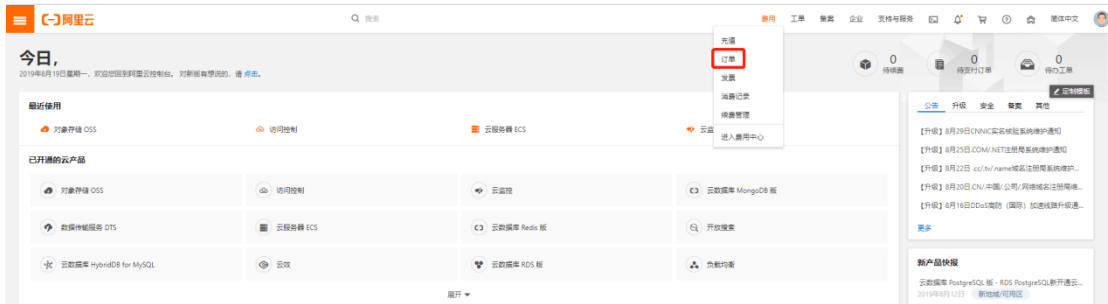 阿里云
搜索
费用 工单 备案 企业 支持与服务 简体中文
充值
订单
发票
消费记录
续费管理
进入费用中心
今日,
2019年8月19日星期一，欢迎您回到阿里云控制台。 对新版有想说的，请 点击。
0 待续费
0 待支付订单
0 待办工单
定制模板
最近使用
对象存储 OSS 访问控制 云服务器 ECS 云监
已开通的云产品
对象存储 OSS 访问控制 云监控 云数据库 MongoDB 版
数据传输服务 DTS 云服务器 ECS 云数据库 Redis 版 开放搜索
云数据库 HybridDB for MySQL 云效 云数据库 RDS 版 负载均衡
展开
公告 升级 安全 备案 其他
【升级】8月29日CNNIC实名核验系统维护通知
【升级】8月25日.COM/.NET注册局系统维护通知
【升级】8月22日 .cc/.tv/.name域名注册局系统维护...
【升级】8月20日.CN/.中国/.公司/.网络域名注册局维...
【升级】8月16日DDoS高防（国际）加速线路升级通...
更多
新产品快报
云数据库 PostgreSQL 版 - RDS PostgreSQL新开通云...
2019年8月12日 新地域/可用区